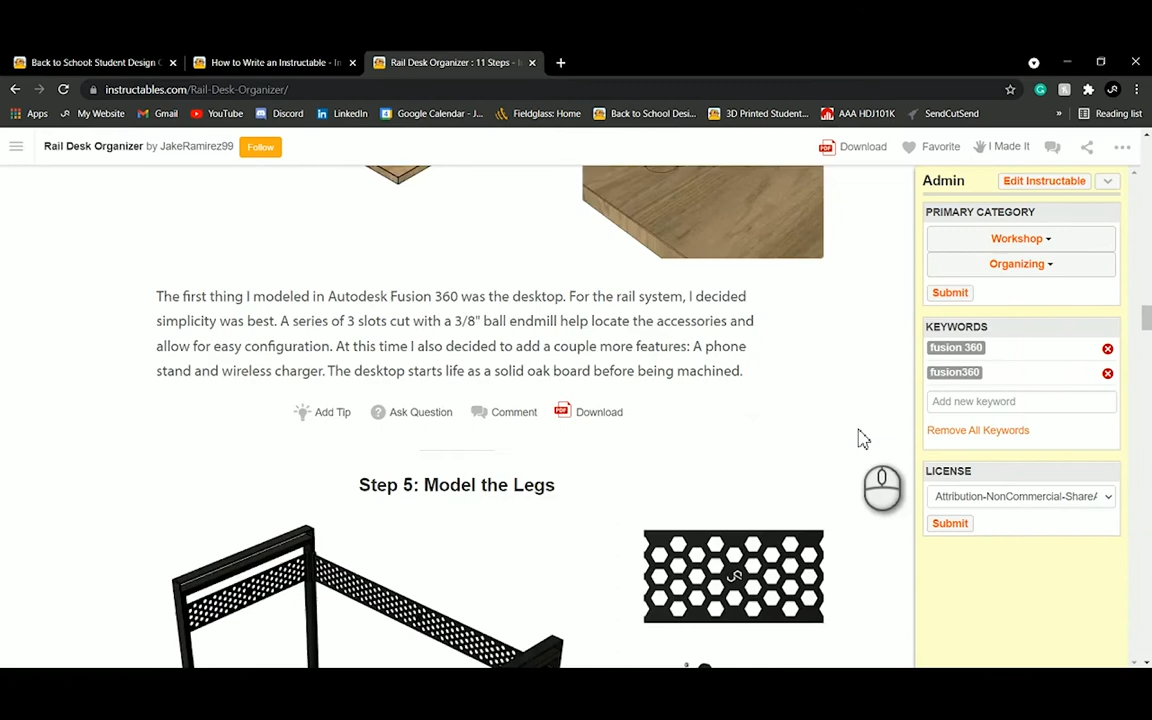 Back to School: Student Design C
How to Write an Instructable - In
Rail Desk Organizer : 11 Steps - I
instructables.com/Rail-Desk-Organizer/
Apps My Website Gmail YouTube Discord LinkedIn Google Calendar - J... Fieldglass: Home Back to School Desi... 3D Printed Student... AAA HDJ101K SendCutSend » Reading list
Rail Desk Organizer by JakeRamirez99 Follow Download Favorite I Made It
The first thing I modeled in Autodesk Fusion 360 was the desktop. For the rail system, I decided
simplicity was best. A series of 3 slots cut with a 3/8" ball endmill help locate the accessories and
allow for easy configuration. At this time I also decided to add a couple more features: A phone
stand and wireless charger. The desktop starts life as a solid oak board before being machined.
Add Tip Ask Question Comment Download
Step 5: Model the Legs
Admin Edit Instructable
PRIMARY CATEGORY
Workshop
Organizing
Submit
KEYWORDS
fusion 360
fusion360
Add new keyword
Remove All Keywords
LICENSE
Attribution-NonCommercial-ShareA
Submit